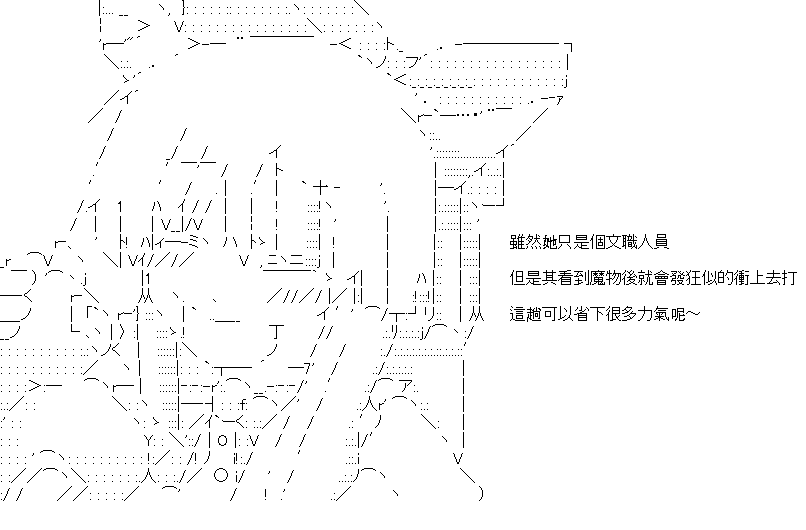 雖然她只是個文職人員
但是其看到魔物後就會發狂似的衝上去打
這趟可以省下很多力氣呢～